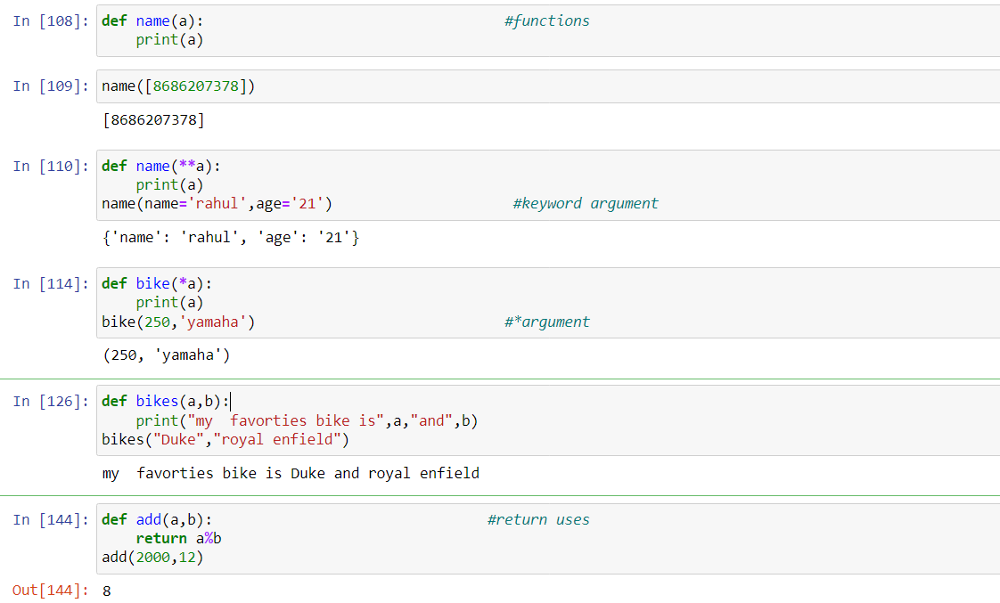 In [108]: def name(a): #functions
print(a)
In [109]: name([8686207378])
[8686207378]
In [110]: def name(**a):
print(a)
name(name='rahul',age='21') #keyword argument
{'name': 'rahul', 'age': '21'}
In [114]: def bike(*a):
print(a)
bike(250,'yamaha') #*argument
(250, 'yamaha')
In [126]: def bikes(a,b):
print("my  favorties bike is",a,"and",b)
bikes("Duke","royal enfield")
my  favorties bike is Duke and royal enfield
In [144]: def add(a,b): #return uses
return a%b
add(2000,12)
Out[144]: 8